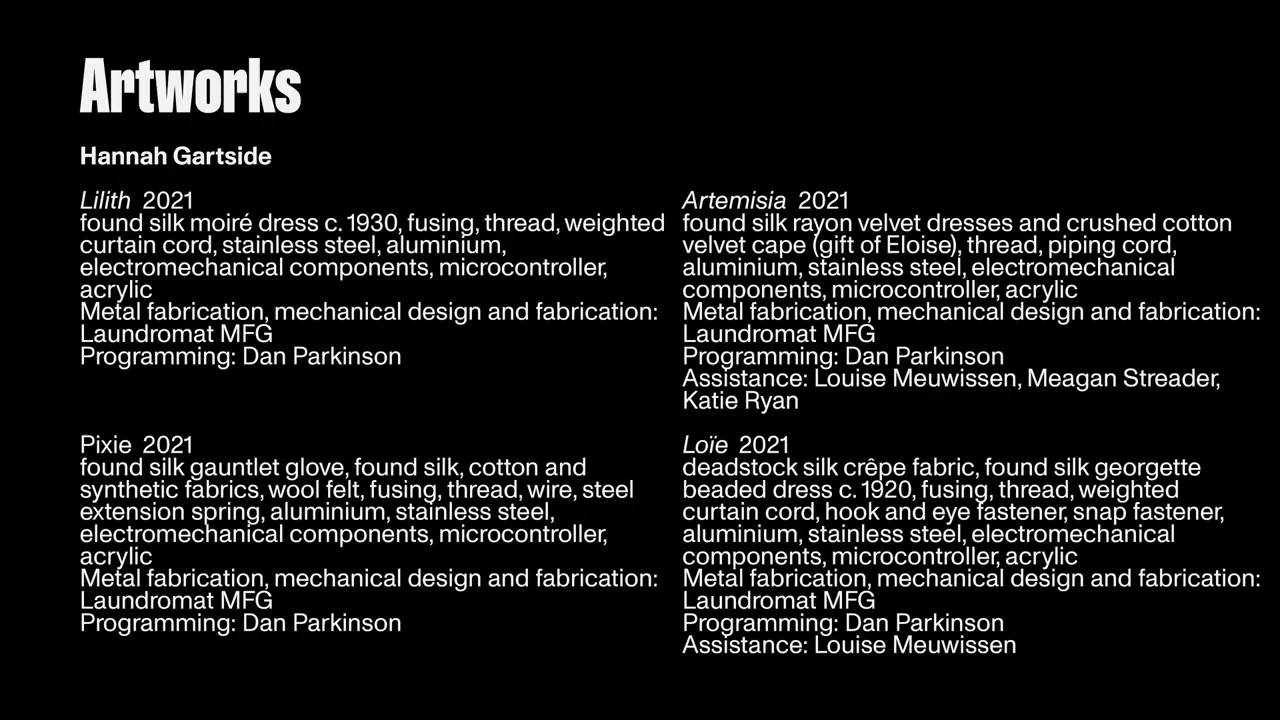 Artworks
Hannah Gartside
Lilith 2021
found silk moiré dress c. 1930, fusing, thread, weighted
curtain cord, stainless steel, aluminium,
electromechanical components, microcontroller,
acrylic
Metal fabrication, mechanical design and fabrication:
Laundromat MFG
Programming: Dan Parkinson
Artemisia 2021
found silk rayon velvet dresses and crushed cotton
velvet cape (gift of Eloise), thread, piping cord,
aluminium, stainless steel, electromechanical
components, microcontroller, acrylic
Metal fabrication, mechanical design and fabrication:
Laundromat MFG
Programming: Dan Parkinson
Assistance: Louise Meuwissen, Meagan Streader,
Katie Ryan
Pixie 2021
found silk gauntlet glove, found silk, cotton and
synthetic fabrics, wool felt, fusing, thread, wire, steel
extension spring, aluminium, stainless steel,
electromechanical components, microcontroller,
acrylic
Metal fabrication, mechanical design and fabrication:
Laundromat MFG
Programming: Dan Parkinson
Loïe 2021
deadstock silk crêpe fabric, found silk georgette
beaded dress c. 1920, fusing, thread, weighted
curtain cord, hook and eye fastener, snap fastener,
aluminium, stainless steel, electromechanical
components, microcontroller, acrylic
Metal fabrication, mechanical design and fabrication:
Laundromat MFG
Programming: Dan Parkinson
Assistance: Louise Meuwissen